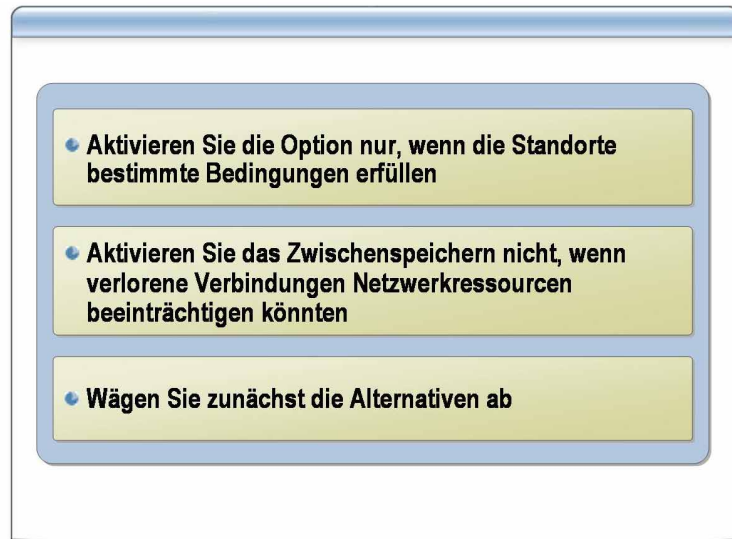 Aktivieren Sie die Option nur, wenn die Standorte
bestimmte Bedingungen erfüllen
Aktivieren Sie das Zwischenspeichern nicht, wenn
verlorene Verbindungen Netzwerkressourcen
beeinträchtigen könnten
Wägen Sie zunächst die Alternativen ab